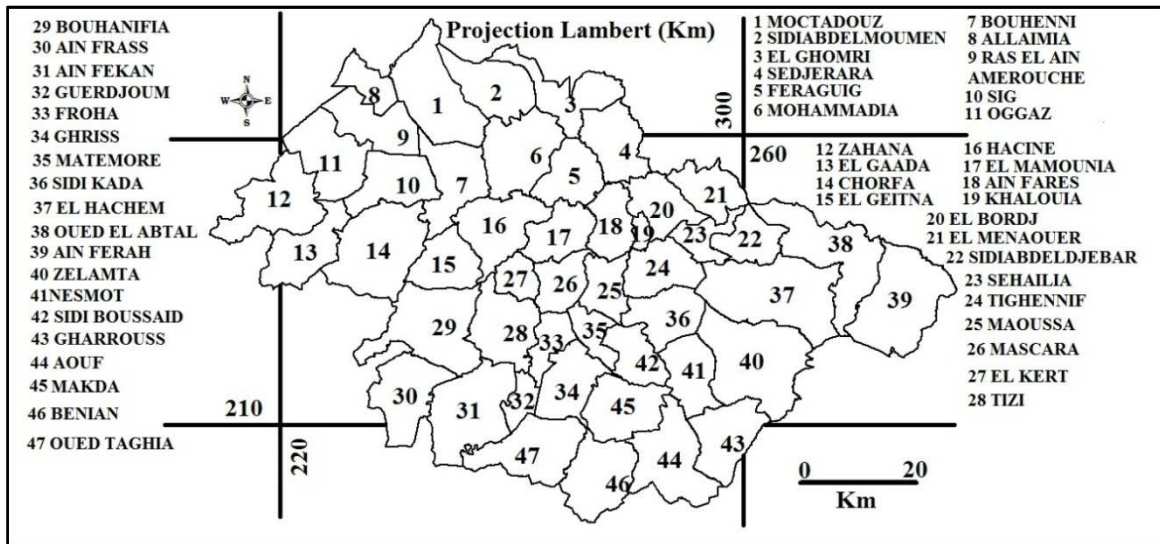 29 BOUHANIFIA
30 AIN FRASS
31 AIN FEKAN
32 GUERDJOUM
33 FROHA
34 GHRISS
35 MATEMORE
36 SIDI KADA
37 EL HACHEM
38 OUED EL ABTAL
39 AIN FERAH
40 ZELAMTA
41NESMOT
42 SIDI BOUSSAID
43 GHARROUSS
44 AOUF
45 MAKDA
46 BENIAN
47 OUED TAGHIA
Projection Lambert (Km)
1 MOCTADOUZ
2 SIDIABDELMOUMEN
3 EL GHOMRI
4 SEDJERARA
5 FERAGUIG
6 MOHAMMADIA
7 BOUHENNI
8 ALLAIMIA
9 RAS EL AIN
AMEROUCHE
10 SIG
11 OGGAZ
12 ZAHANA
13 EL GAADA
14 CHORFA
15 EL GEITNA
16 HACINE
17 EL MAMOUNIA
18 AIN FARES
19 KHALOUIA
20 EL BORDJ
21 EL MENAOUER
22 SIDIABDELDJEBAR
23 SEHAILIA
24 TIGHENNIF
25 MAOUSSA
26 MASCARA
27 EL KERT
28 TIZI
N
W E
S
300
260
210
220
8
1
2
3
9
6
4
11
5
12
10
7
21
20
16
18
19
23
22
38
13
14
17
15
24
27
26
25
37
39
29
28
33
35
36
42
41
40
30
31
32
34
45
43
47
46
44
0 20
Km